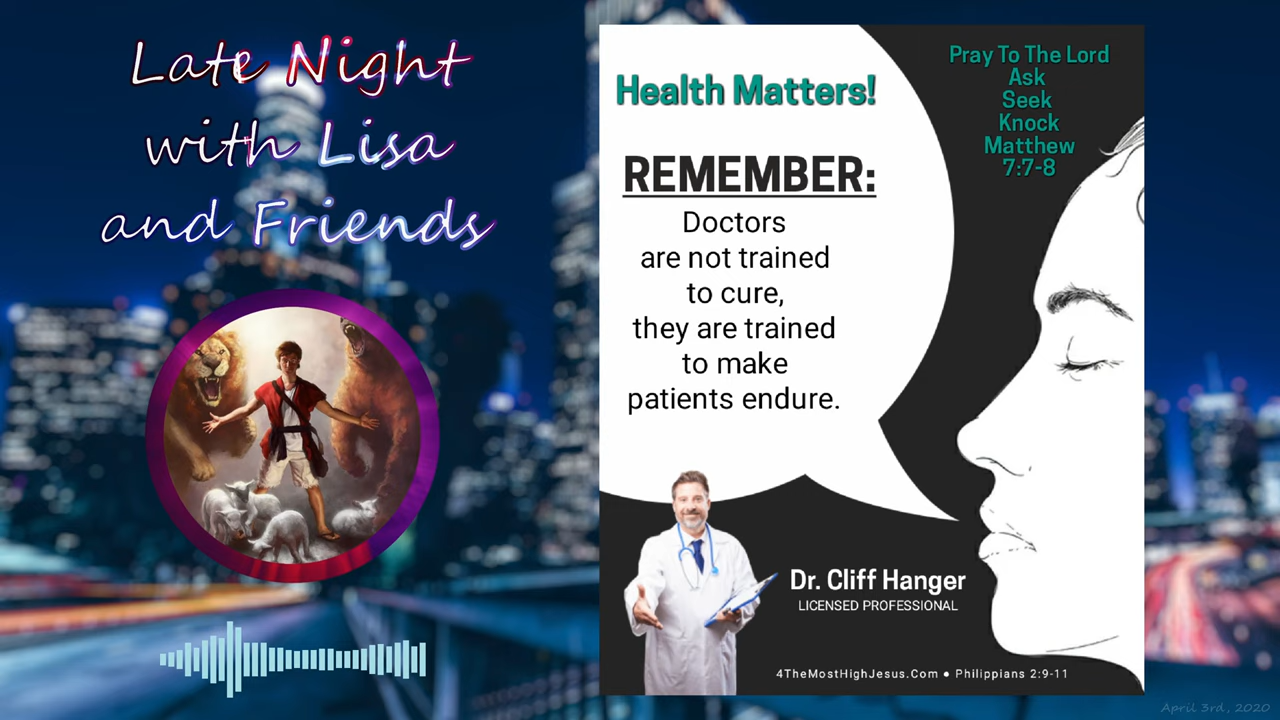 Late Night
with Lisa
and Friends
Health Matters!
REMEMBER:
Doctors
are not trained
to cure,
they are trained
to make
patients endure.
Pray To The Lord
Ask
Seek
Knock
Matthew
7:7-8
Dr. Cliff Hanger
LICENSED PROFESSIONAL
4TheMostHighJesus.Com ● Philippians 2:9-11
April 3rd, 2020